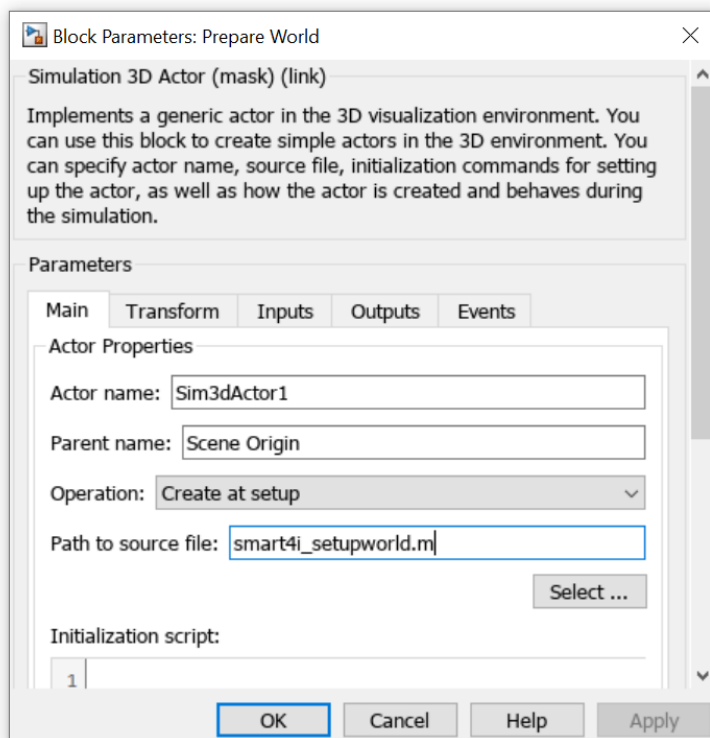 Block Parameters: Prepare World
Simulation 3D Actor (mask) (link)
Implements a generic actor in the 3D visualization environment. You
can use this block to create simple actors in the 3D environment. You
can specify actor name, source file, initialization commands for setting
up the actor, as well as how the actor is created and behaves during
the simulation.
Parameters
Main Transform Inputs Outputs Events
Actor Properties
Actor name: Sim3dActor1
Parent name: Scene Origin
Operation: Create at setup
Path to source file: smart4i_setupworld.m
Select ...
Initialization script:
1
OK Cancel Help Apply